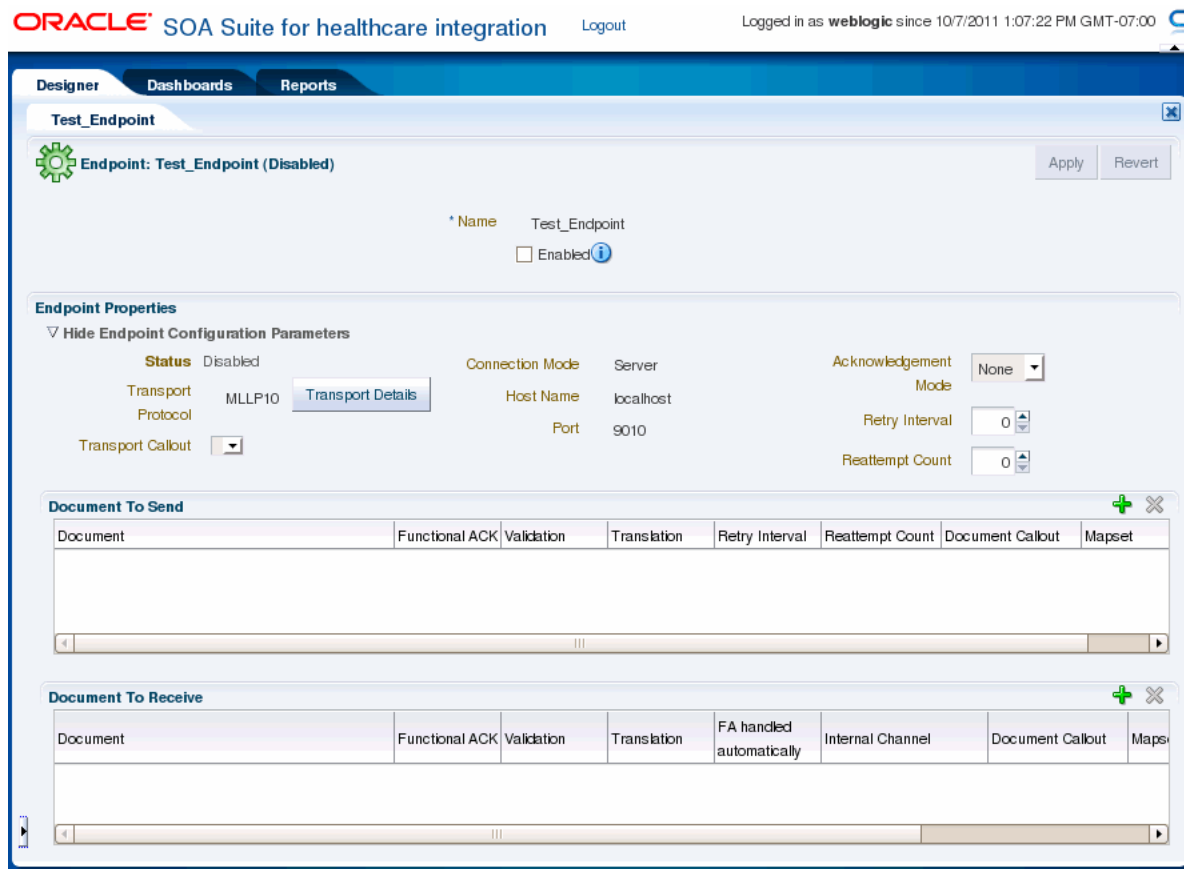 ORACLE SOA Suite for healthcare integration Logout Logged in as weblogic since 10/7/2011 1:07:22 PM GMT-07:00
Designer Dashboards Reports
Test_Endpoint
Endpoint: Test_Endpoint (Disabled) Apply Revert
* Name Test_Endpoint
Enabled
Endpoint Properties
Hide Endpoint Configuration Parameters
Status Disabled
Transport Protocol MLLP10 Transport Details
Transport Callout
Connection Mode Server
Host Name localhost
Port 9010
Acknowledgement Mode None
Retry Interval 0
Reattempt Count 0
Document To Send
Document Functional ACK Validation Translation Retry Interval Reattempt Count Document Callout Mapset
Document To Receive
Document Functional ACK Validation Translation FA handled automatically Internal Channel Document Callout Maps